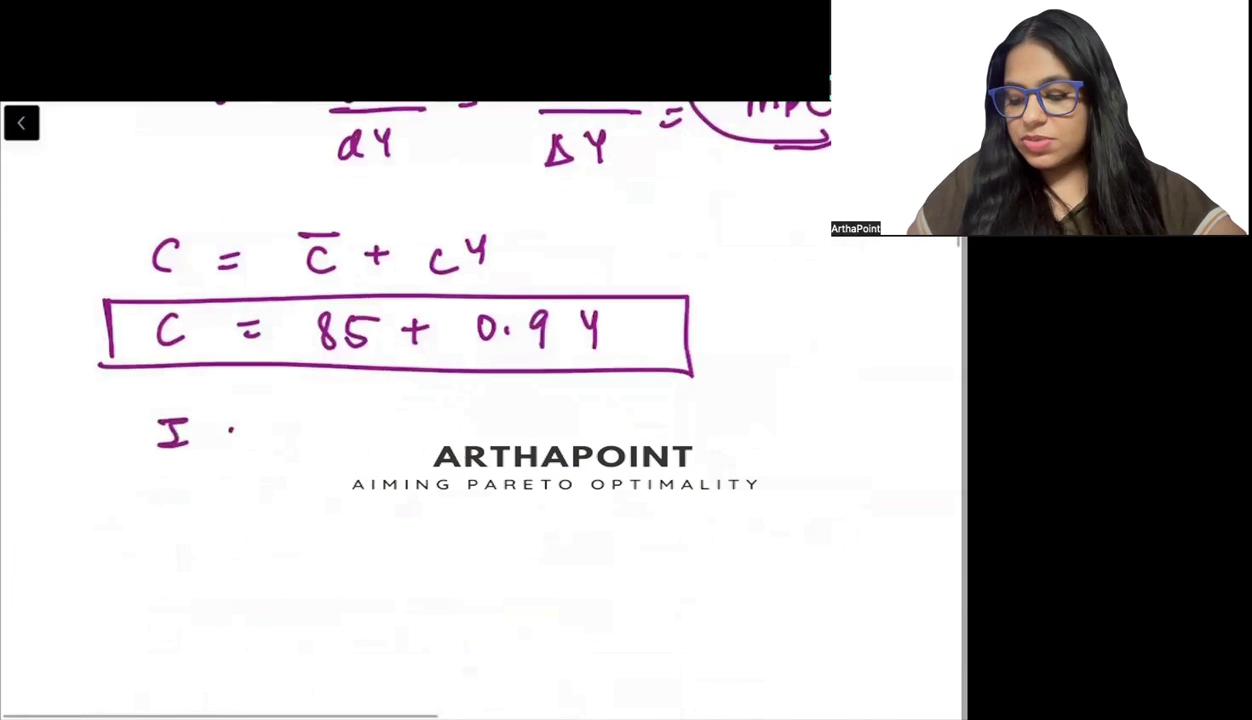 dY = ΔY =
ArthaPoint
C = C̅ + cY
C = 85 + 0.9 Y
I
ARTHAPOINT
AIMING PARETO OPTIMALITY